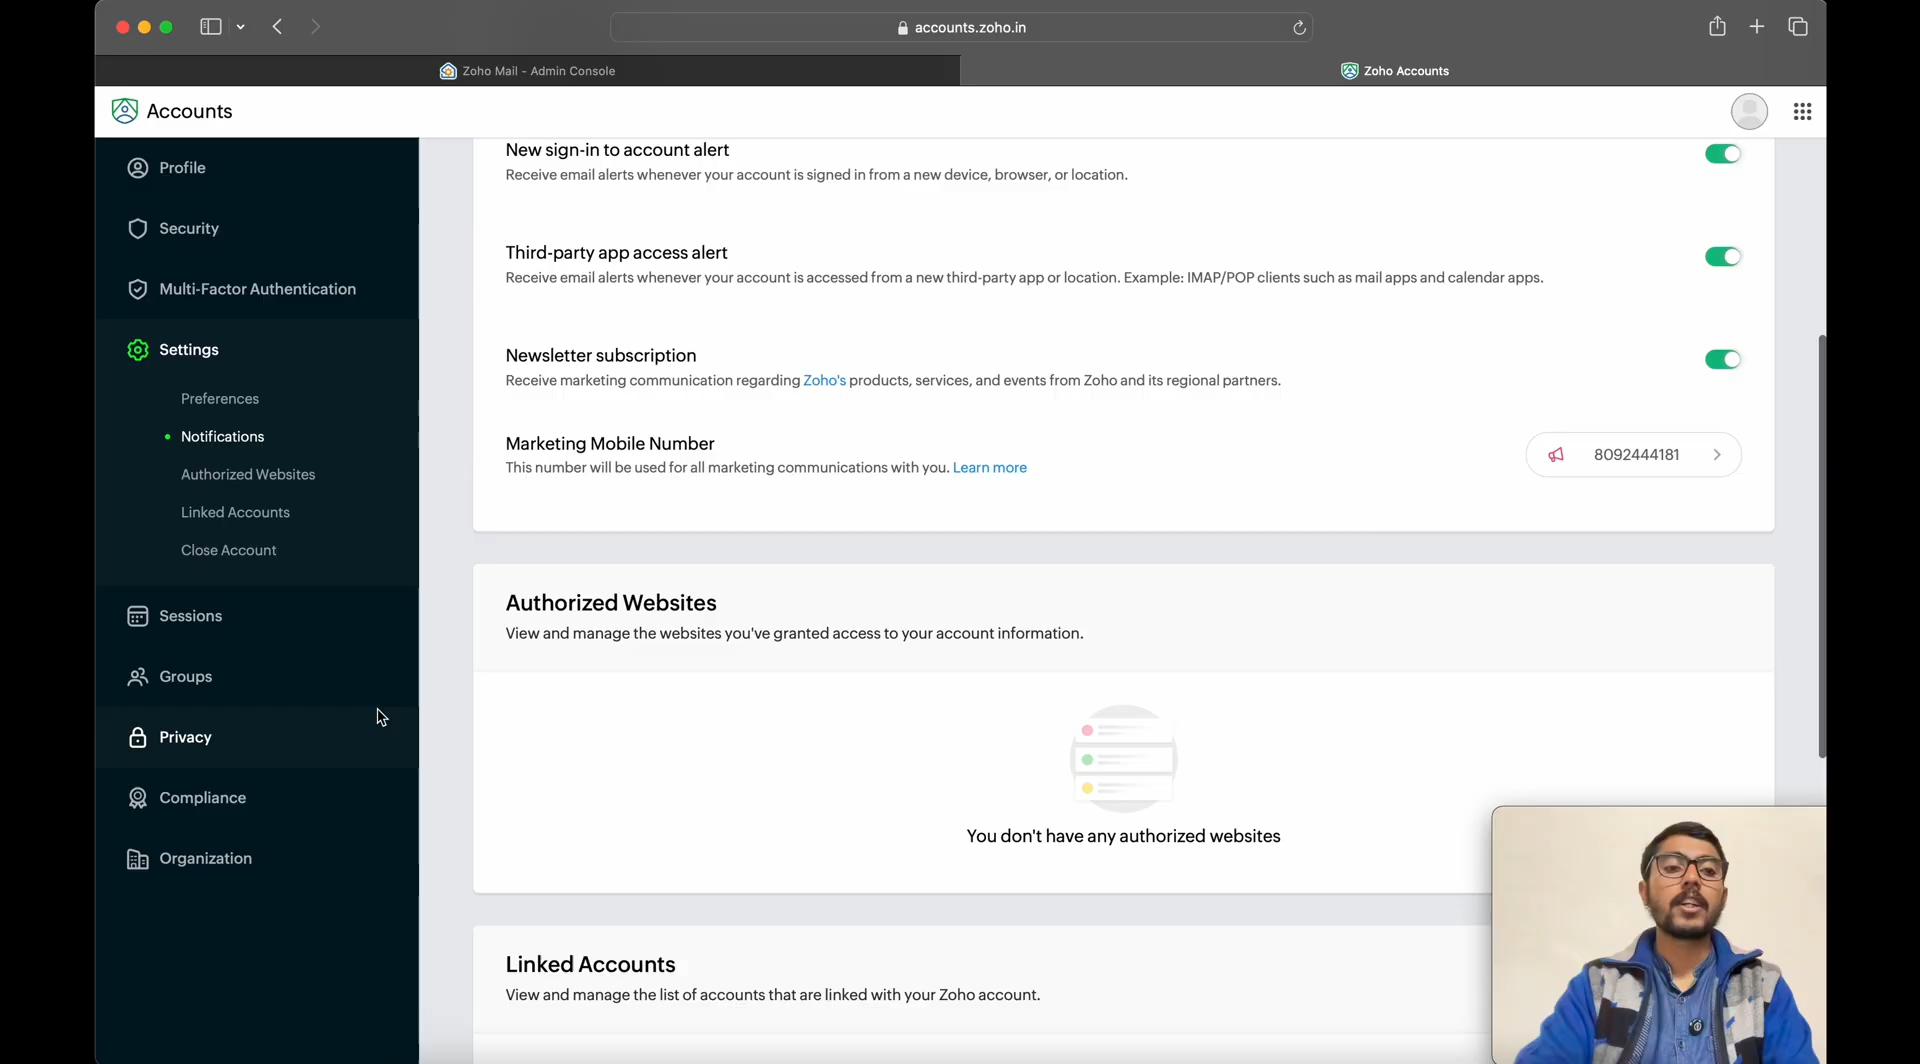 accounts.zoho.in
Zoho Mail - Admin Console
Zoho Accounts
Accounts
Profile
Security
Multi-Factor Authentication
Settings
Preferences
Notifications
Authorized Websites
Linked Accounts
Close Account
Sessions
Groups
Privacy
Compliance
Organization
New sign-in to account alert
Receive email alerts whenever your account is signed in from a new device, browser, or location.
Third-party app access alert
Receive email alerts whenever your account is accessed from a new third-party app or location. Example: IMAP/POP clients such as mail apps and calendar apps.
Newsletter subscription
Receive marketing communication regarding Zoho's products, services, and events from Zoho and its regional partners.
Marketing Mobile Number
This number will be used for all marketing communications with you. Learn more
8092444181
Authorized Websites
View and manage the websites you've granted access to your account information.
You don't have any authorized websites
Linked Accounts
View and manage the list of accounts that are linked with your Zoho account.